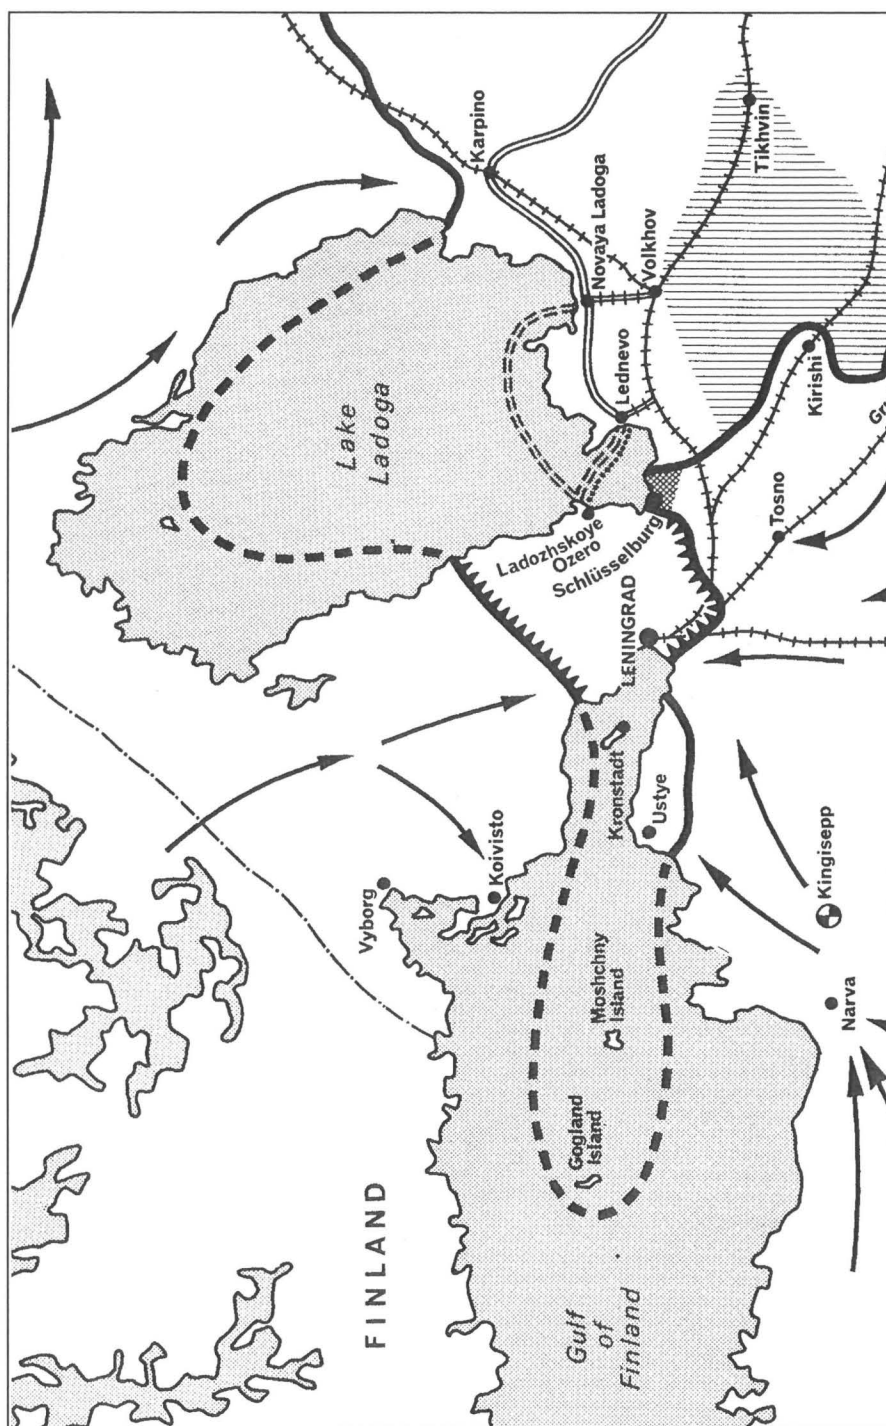 FINLAND
Gulf
of
Finland
Gogland
Island
Moshchny
Island
Vyborg
Koivisto
Narva
Kingisepp
Kronstadt
Ustye
LENINGRAD
Ladozhskoye
Ozero
Schlüsselburg
Tosno
Lake
Ladoga
Lednevo
Kirishi
Novaya Ladoga
Volkhov
Karpino
Tikhvin
Gru